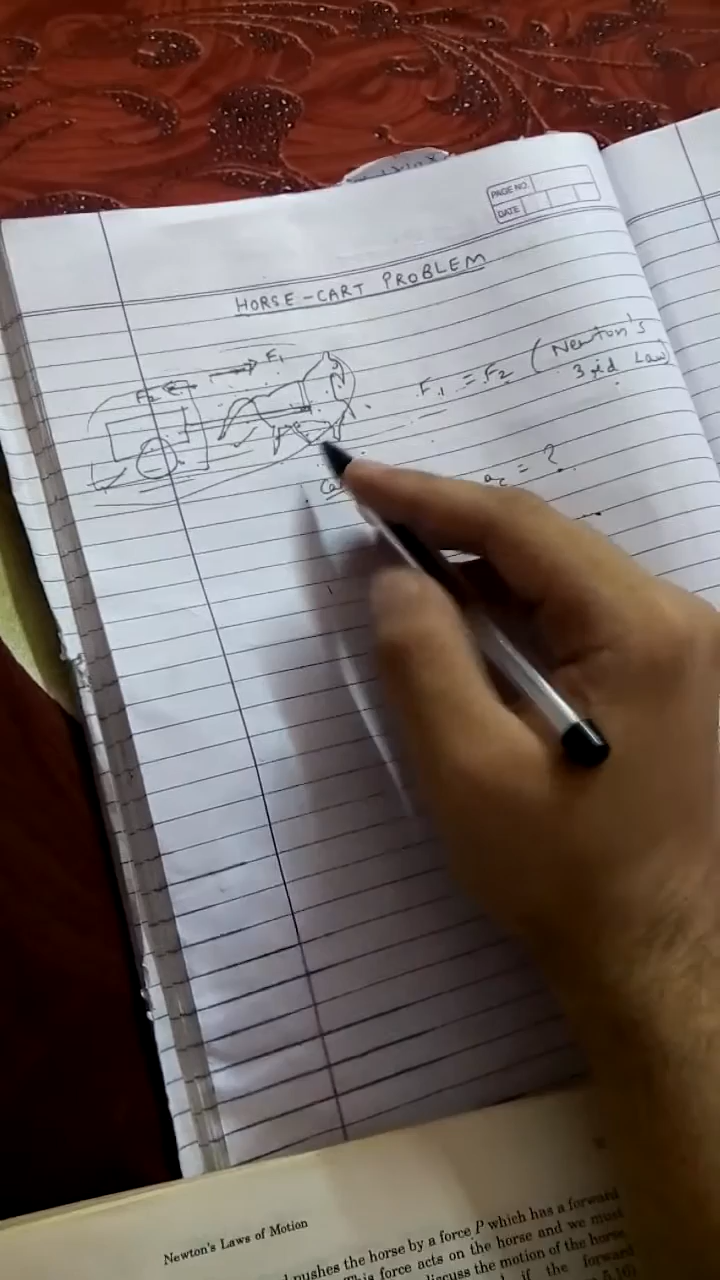 PAGE NO.
DATE
HORSE-CART PROBLEM
F₂ F₁
F₁ = F₂ (Newton's
3rd Law)
= ?
Newton's Laws of Motion
pushes the horse by a force P which has a forward
force acts on the horse and we must
discuss the motion of the horse
if the forward